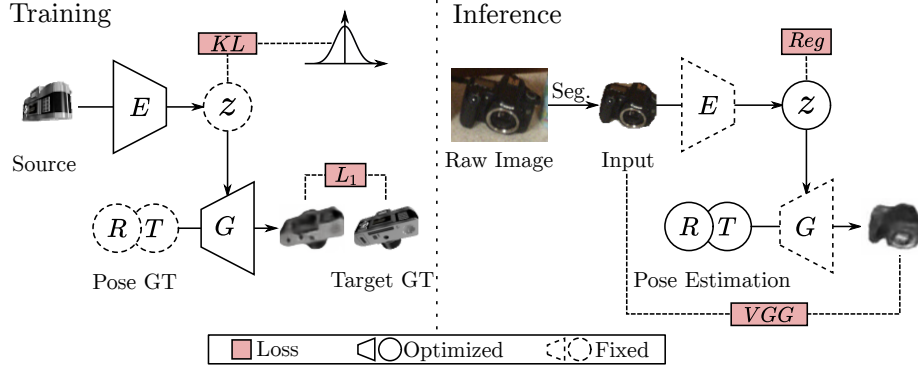 Training
KL
E
z
Source
L₁
R
T
G
Pose GT
Target GT
Inference
Reg
Seg.
E
z
Raw Image
Input
R
T
G
Pose Estimation
VGG
Loss
Optimized
Fixed